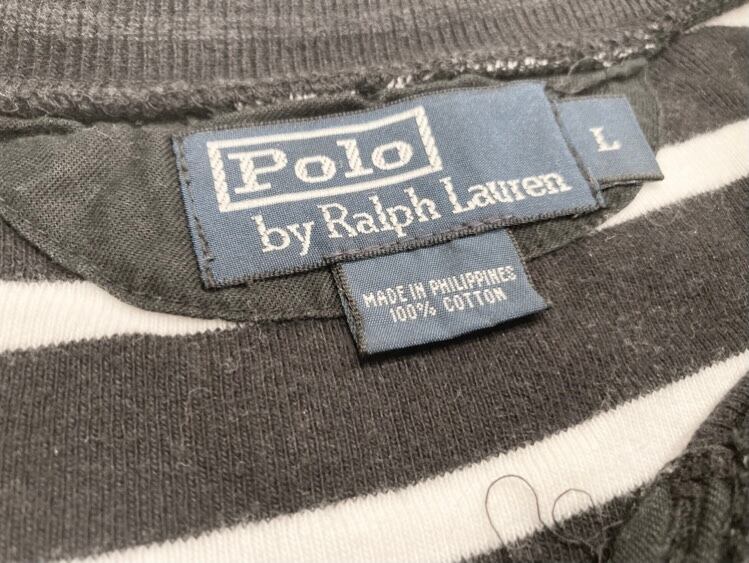 Polo
by Ralph Lauren
L
MADE IN PHILIPPINES
100% COTTON